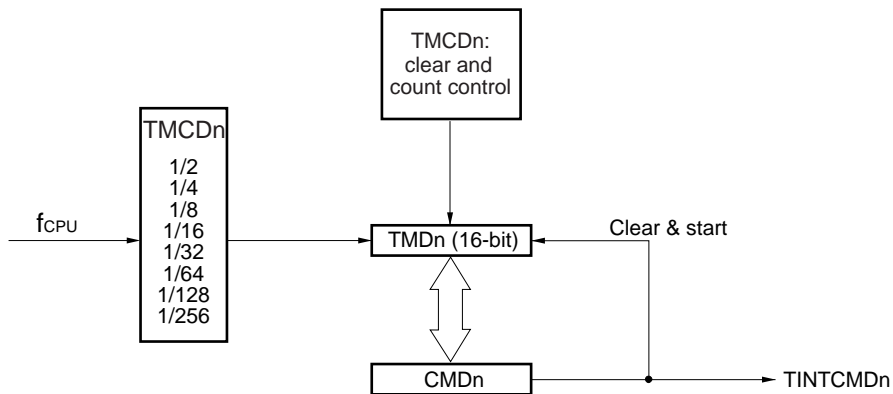 TMCDn:
clear and
count control
TMCDn
1/2
1/4
1/8
1/16
1/32
1/64
1/128
1/256
fCPU
TMDn (16-bit)
Clear & start
CMDn
TINTCMDn